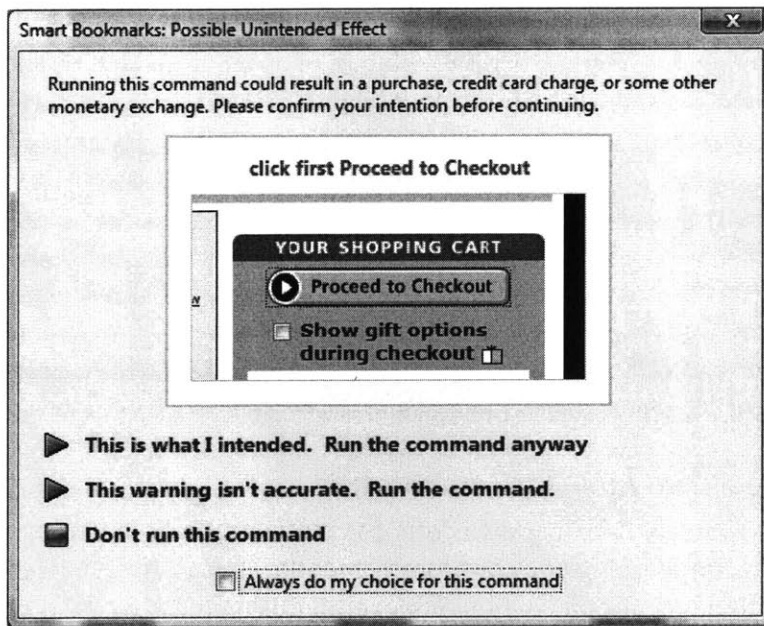 Smart Bookmarks: Possible Unintended Effect
Running this command could result in a purchase, credit card charge, or some other
monetary exchange. Please confirm your intention before continuing.
click first Proceed to Checkout
YOUR SHOPPING CART
Proceed to Checkout
Show gift options
during checkout
This is what I intended. Run the command anyway
This warning isn't accurate. Run the command.
Don't run this command
Always do my choice for this command